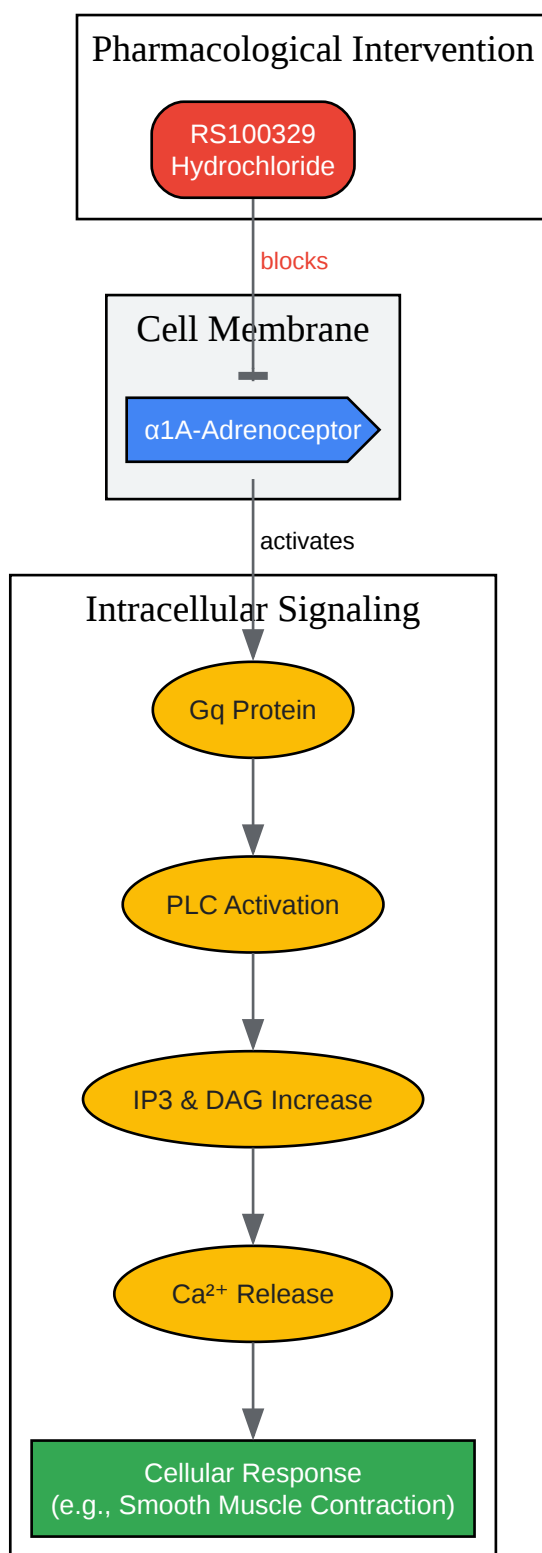 Pharmacological Intervention
RS100329
Hydrochloride
blocks
Cell Membrane
α1A-Adrenoceptor
activates
Intracellular Signaling
Gq Protein
PLC Activation
IP3 & DAG Increase
Ca²⁺ Release
Cellular Response
(e.g., Smooth Muscle Contraction)